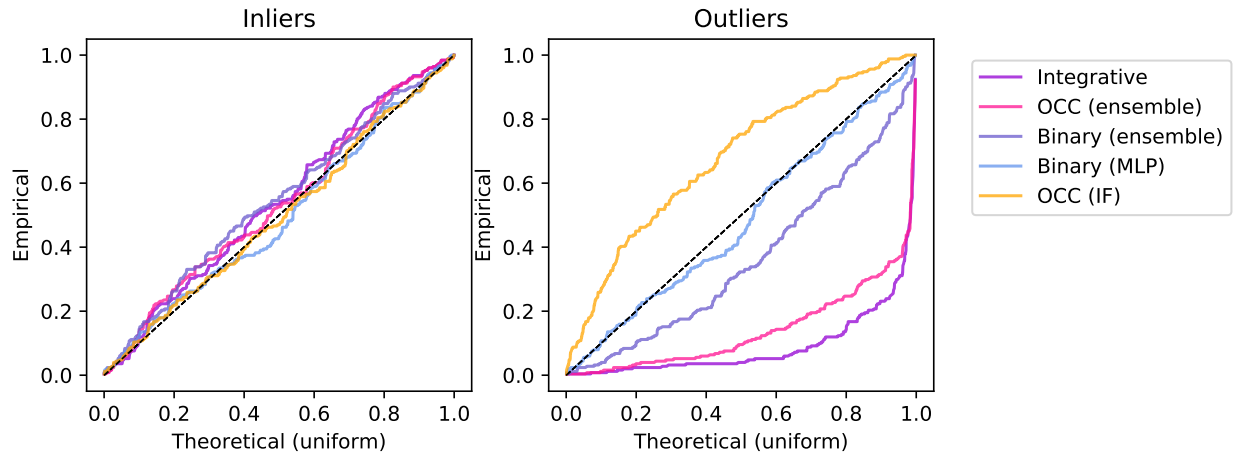 Inliers
Empirical
1.0
0.8
0.6
0.4
0.2
0.0
0.0 0.2 0.4 0.6 0.8 1.0
Theoretical (uniform)
Outliers
Empirical
1.0
0.8
0.6
0.4
0.2
0.0
0.0 0.2 0.4 0.6 0.8 1.0
Theoretical (uniform)
Integrative
OCC (ensemble)
Binary (ensemble)
Binary (MLP)
OCC (IF)